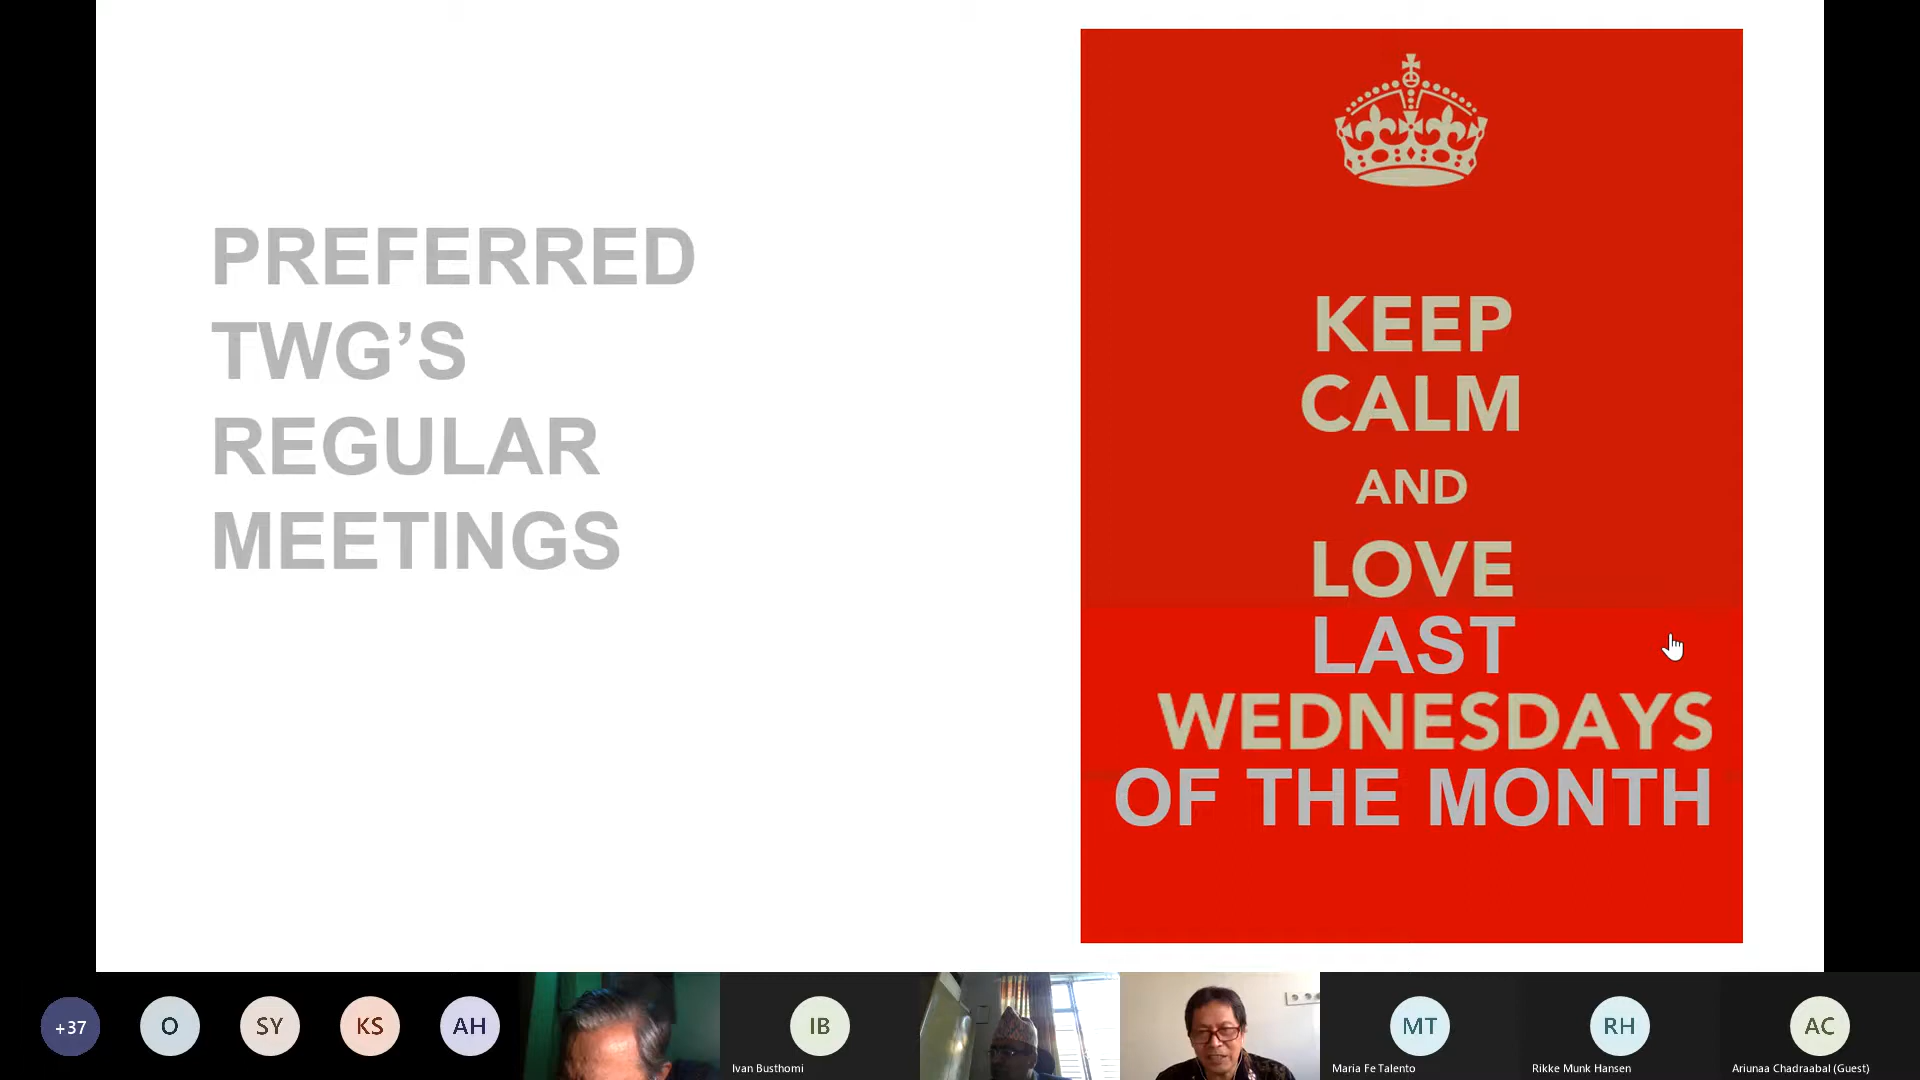 PREFERRED
TWG’S
REGULAR
MEETINGS
KEEP
CALM
AND
LOVE
LAST
WEDNESDAYS
OF THE MONTH
+37
O
SY
KS
AH
IB
Ivan Busthomi
MT
Maria Fe Talento
RH
Rikke Munk Hansen
AC
Ariunaa Chadraabal (Guest)